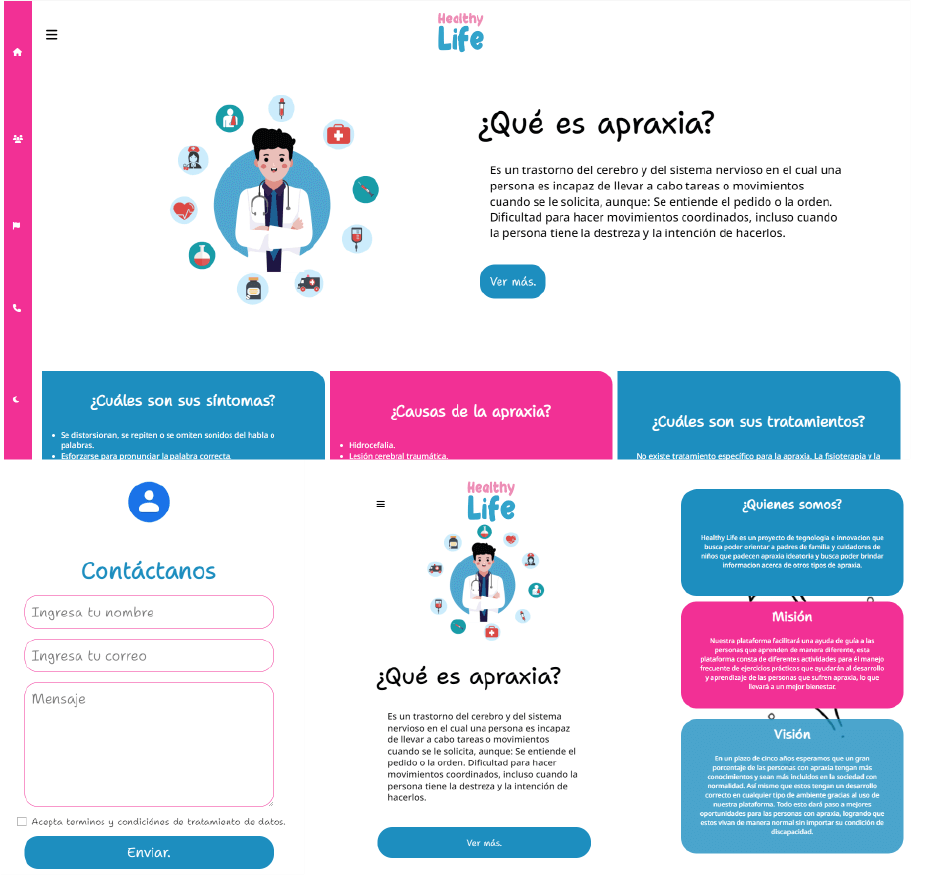 Healthy
Life
¿Qué es apraxia?
Es un trastorno del cerebro y del sistema nervioso en el cual una
persona es incapaz de llevar a cabo tareas o movimientos
cuando se le solicita, aunque: Se entiende el pedido o la orden.
Dificultad para hacer movimientos coordinados, incluso cuando
la persona tiene la destreza y la intención de hacerlos.
Ver más.
¿Cuáles son sus síntomas?
Se distorsionan, se repiten o se omiten sonidos del habla o
palabras.
Esforzarse para pronunciar la palabra correcta.
¿Causas de la apraxia?
Hidrocefalia.
Lesión cerebral traumática.
¿Cuáles son sus tratamientos?
No existe tratamiento específico para la apraxia. La fisioterapia y la
Contáctanos
Ingresa tu nombre
Ingresa tu correo
Mensaje
Acepta terminos y condiciónes de tratamiento de datos.
Enviar.
Healthy
Life
¿Qué es apraxia?
Es un trastorno del cerebro y del sistema
nervioso en el cual una persona es incapaz
de llevar a cabo tareas o movimientos
cuando se le solicita, aunque: Se entiende el
pedido o la orden. Dificultad para hacer
movimientos coordinados, incluso cuando la
persona tiene la destreza y la intención de
hacerlos.
Ver más.
¿Quienes somos?
Healthy Life es un proyecto de tegnologia e innovacion que
busca poder orientar a padres de familia y cuidadores de
niños que padecen apraxia ideatoria y busca poder brindar
informacion acerca de otros tipos de apraxia.
Misión
Nuestra plataforma facilitará una ayuda de guía a las
personas que aprenden de manera diferente, esta
plataforma consta de diferentes actividades para él manejo
frecuente de ejercicios prácticos que ayudarán al desarrollo
y aprendizaje de las personas que sufren apraxia, lo que
llevará a un mejor bienestar.
Visión
En un plazo de cinco años esperamos que un gran
porcentaje de las personas con apraxia tengan más
conocimientos y sean más incluidos en la sociedad con
normalidad. Así mismo que estos tengan un desarrollo
correcto en cualquier tipo de ambiente gracias al uso de
nuestra plataforma. Todo esto dará paso a mejores
oportunidades para las personas con apraxia, logrando que
estos vivan de manera normal sin importar su condición de
discapacidad.